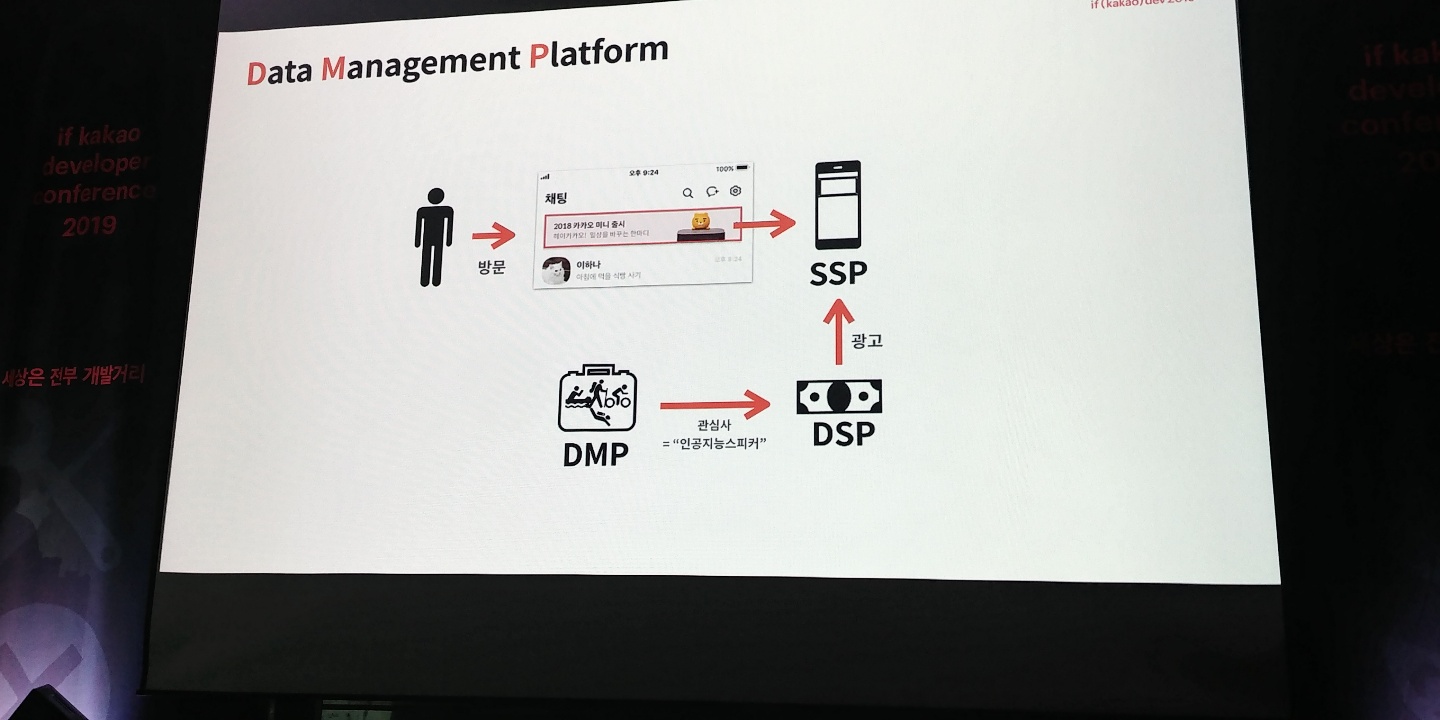 if(kakao)dev2019
Data Management Platform
if kakao
developer
conference
2019
세상은 전부 개발거리
방문
오후 9:24
100%
채팅
2018 카카오 미니 출시
헤이카카오! 일상을 바꾸는 한마디
이하나
오후 9:24
아침에 먹을 식빵 사기
SSP
광고
DMP
관심사
= “인공지능스피커”
DSP
if kak
devel